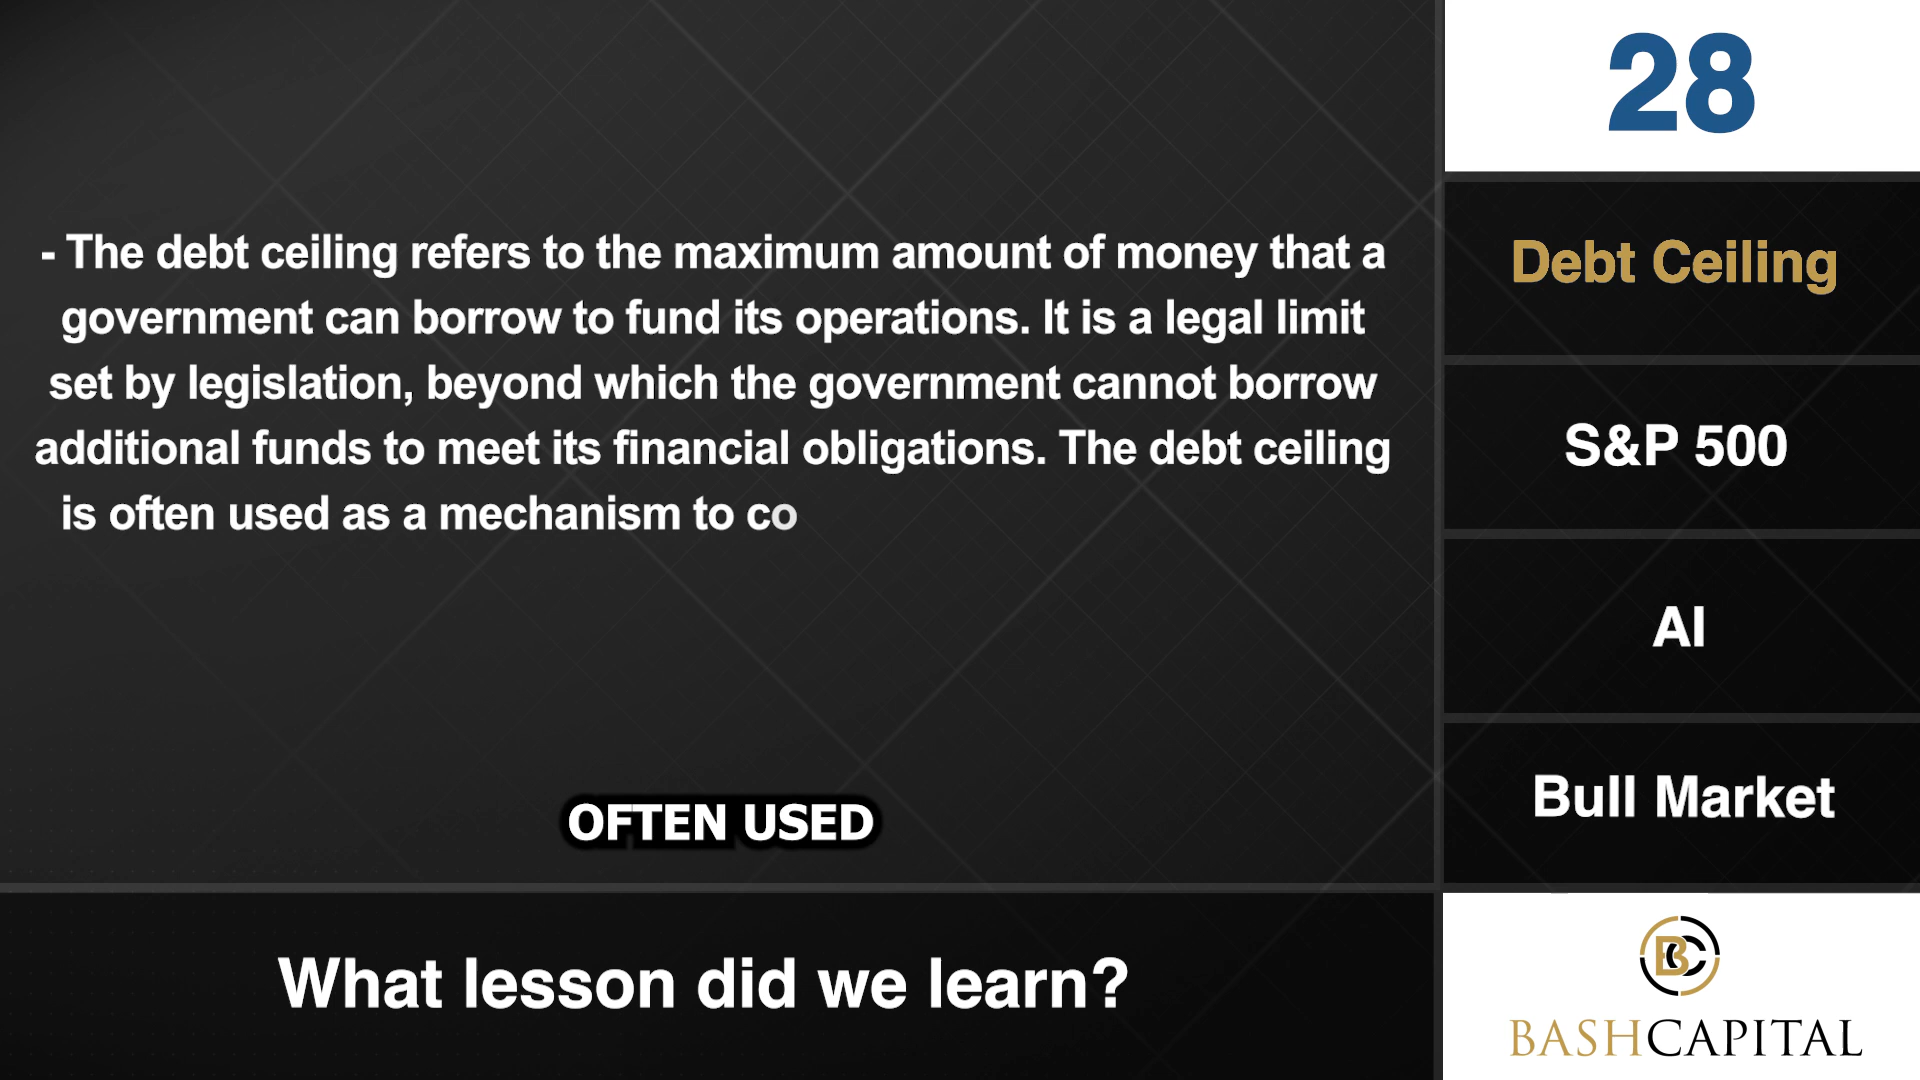 - The debt ceiling refers to the maximum amount of money that a
government can borrow to fund its operations. It is a legal limit
set by legislation, beyond which the government cannot borrow
additional funds to meet its financial obligations. The debt ceiling
is often used as a mechanism to co
OFTEN USED
What lesson did we learn?
28
Debt Ceiling
S&P 500
AI
Bull Market
BC
BASHCAPITAL